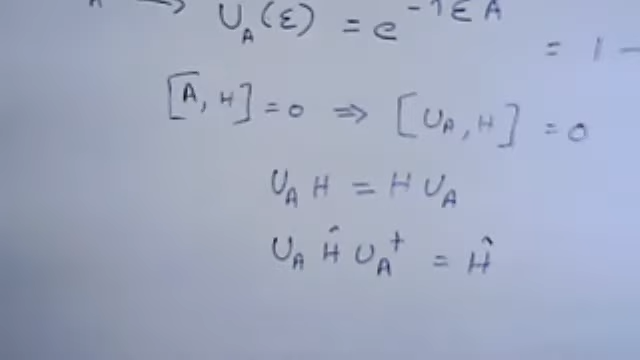 A → U_A(ε) = e^{-iεA}
= 1 -
[A, H] = 0 ⇒ [U_A, H] = 0
U_A H = H U_A
U_A Ĥ U_A^† = Ĥ